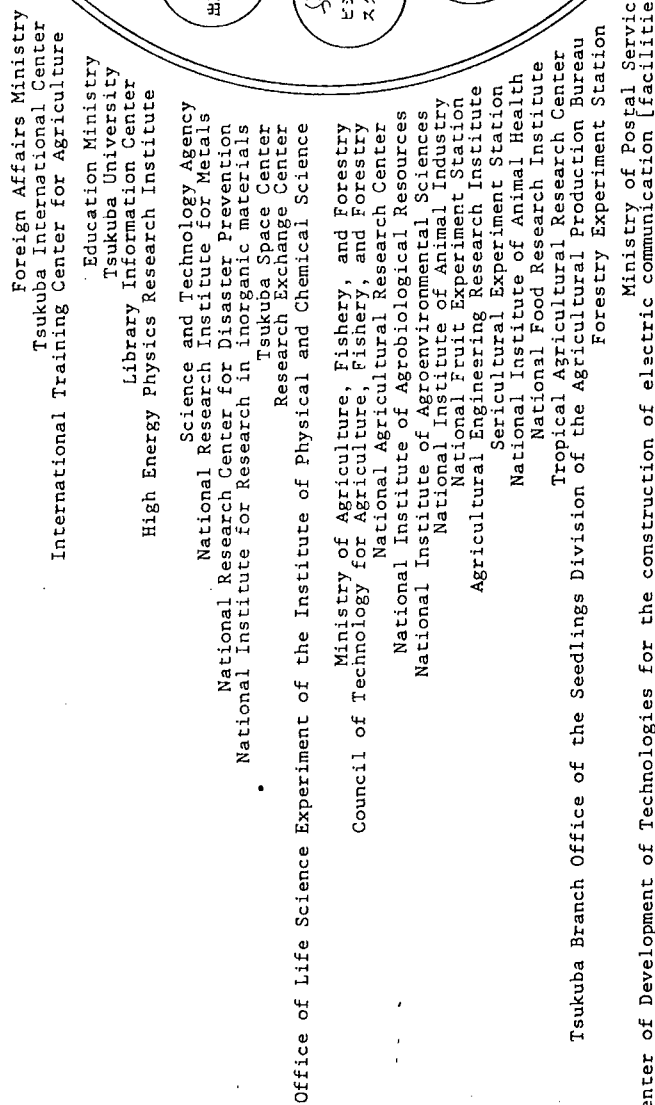 Foreign Affairs Ministry
Tsukuba International Center
International Training Center for Agriculture
Education Ministry
Tsukuba University
Library Information Center
High Energy Physics Research Institute
Science and Technology Agency
National Research Institute for Metals
National Research Center for Disaster Prevention
National Institute for Research in inorganic materials
Tsukuba Space Center
Research Exchange Center
Office of Life Science Experiment of the Institute of Physical and Chemical Science
Ministry of Agriculture, Fishery, and Forestry
Council of Technology for Agriculture, Fishery, and Forestry
National Agricultural Research Center
National Institute of Agrobiological Resources
National Institute of Agroenvironmental Sciences
National Institute of Animal Industry
National Fruit Experiment Station
Agricultural Engineering Research Institute
Sericultural Experiment Station
National Institute of Animal Health
National Food Research Institute
Tropical Agricultural Research Center
Tsukuba Branch Office of the Seedlings Division of the Agricultural Production Bureau
Forestry Experiment Station
Ministry of Postal Servic
enter of Development of Technologies for the construction of electric communication [facilitie